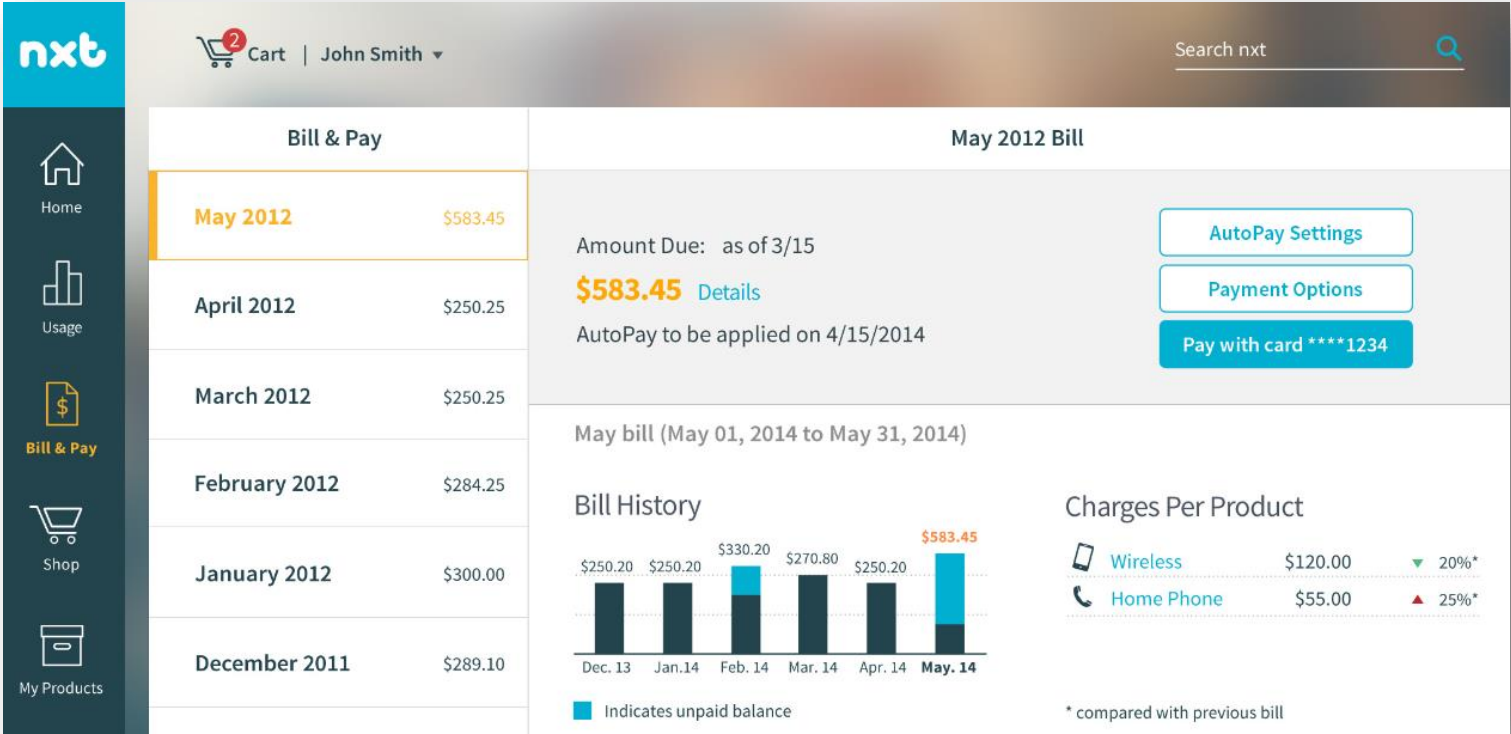 nxt
2
Cart | John Smith
Search nxt
Home
Usage
Bill & Pay
Shop
My Products
Bill & Pay
May 2012 $583.45
April 2012 $250.25
March 2012 $250.25
February 2012 $284.25
January 2012 $300.00
December 2011 $289.10
May 2012 Bill
Amount Due: as of 3/15
$583.45 Details
AutoPay to be applied on 4/15/2014
AutoPay Settings
Payment Options
Pay with card ****1234
May bill (May 01, 2014 to May 31, 2014)
Bill History
$250.20 $250.20 $330.20 $270.80 $250.20 $583.45
Dec. 13 Jan.14 Feb. 14 Mar. 14 Apr. 14 May. 14
Indicates unpaid balance
Charges Per Product
Wireless $120.00 ▼ 20%*
Home Phone $55.00 ▲ 25%*
* compared with previous bill